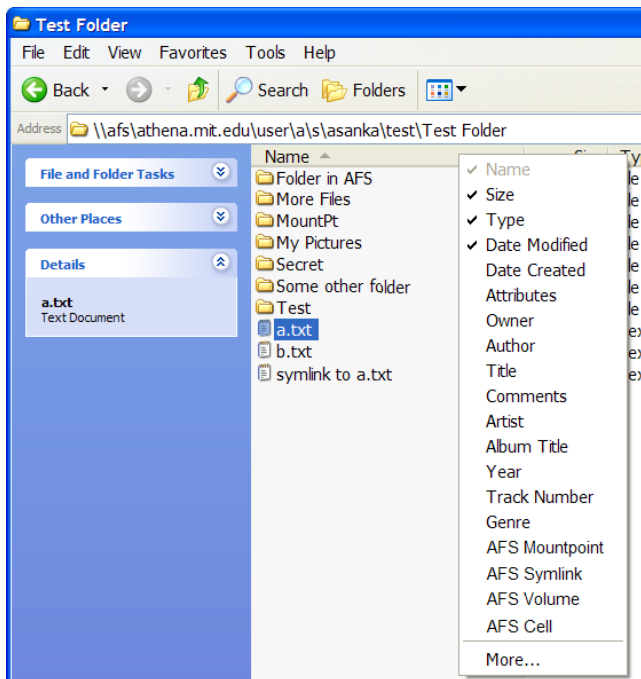 Test Folder
File Edit View Favorites Tools Help
Back Search Folders
Address \\afs\athena.mit.edu\user\a\s\asanka\test\Test Folder
File and Folder Tasks
Other Places
Details
a.txt
Text Document
Name
Folder in AFS
More Files
MountPt
My Pictures
Secret
Some other folder
Test
a.txt
b.txt
symlink to a.txt
Name
Size
Type
Date Modified
Date Created
Attributes
Owner
Author
Title
Comments
Artist
Album Title
Year
Track Number
Genre
AFS Mountpoint
AFS Symlink
AFS Volume
AFS Cell
More...